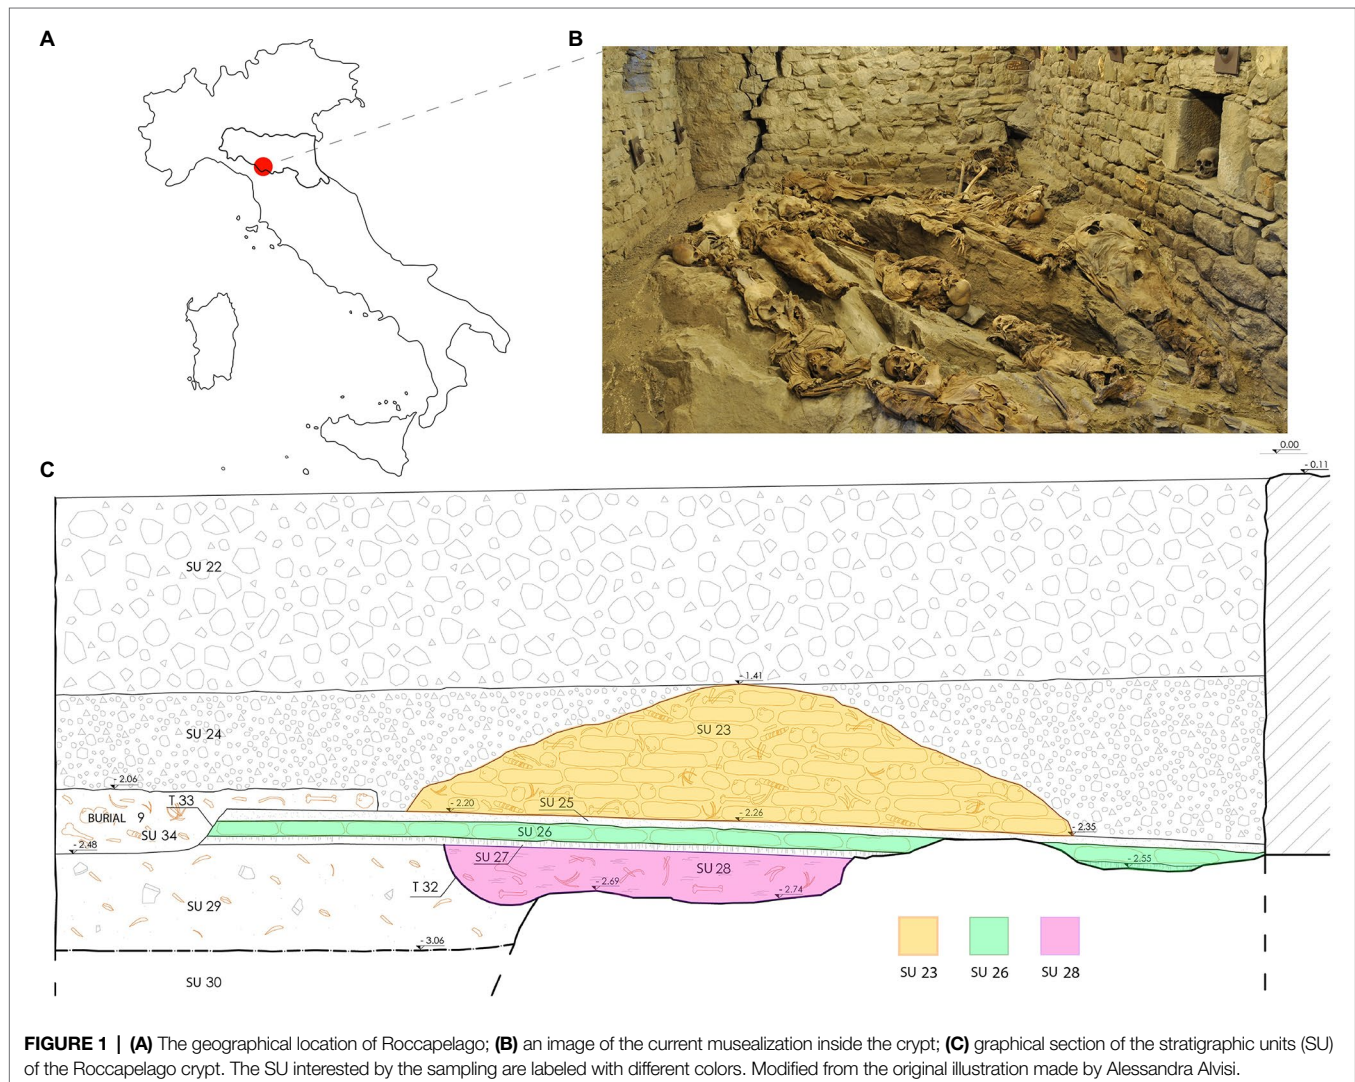 A
B
C
0.00
- 0.11
SU 22
- 1.41
SU 24
SU 23
- 2.06
T 33
- 2.20
SU 25
- 2.26
BURIAL 9
SU 34
SU 26
- 2.35
- 2.48
SU 27
SU 28
- 2.55
T 32
- 2.69
- 2.74
SU 29
- 3.06
SU 30
SU 23
SU 26
SU 28
FIGURE 1 | (A) The geographical location of Roccapelago; (B) an image of the current musealization inside the crypt; (C) graphical section of the stratigraphic units (SU)
of the Roccapelago crypt. The SU interested by the sampling are labeled with different colors. Modified from the original illustration made by Alessandra Alvisi.